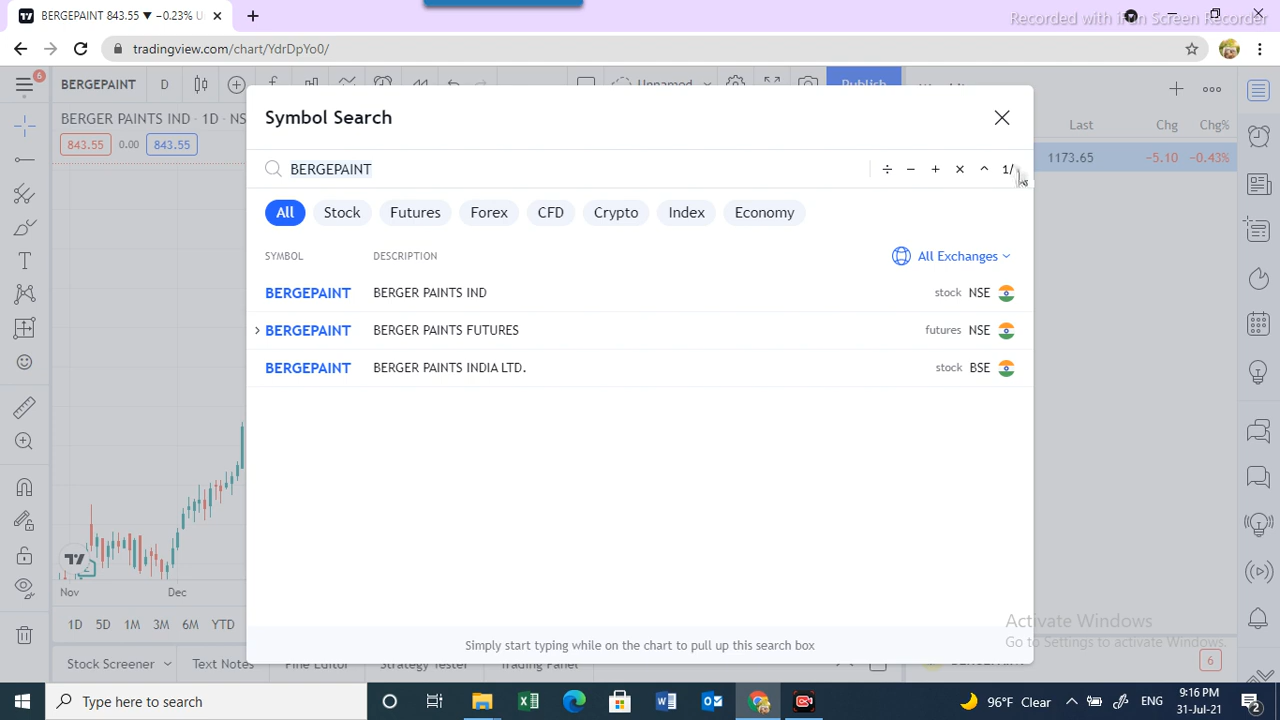 BERGEPAINT 843.55 ▼ −0.23% U
Recorded with iFun Screen Recorder
tradingview.com/chart/YdrDpYo0/
6
BERGEPAINT D Unnamed Publish
BERGER PAINTS IND · 1D · NS
843.55 0.00 843.55
Symbol Search
BERGEPAINT
÷ − + × ^ 1/
All Stock Futures Forex CFD Crypto Index Economy
SYMBOL DESCRIPTION All Exchanges
BERGEPAINT BERGER PAINTS IND stock NSE
BERGEPAINT BERGER PAINTS FUTURES futures NSE
BERGEPAINT BERGER PAINTS INDIA LTD. stock BSE
Simply start typing while on the chart to pull up this search box
Last Chg Chg%
1173.65 −5.10 −0.43%
Nov Dec
1D 5D 1M 3M 6M YTD
Stock Screener Text Notes Pine Editor Strategy Tester Trading Panel
BERGEPAINT 6
Activate Windows
Go to Settings to activate Windows.
Type here to search
96°F Clear ENG
9:16 PM
31-Jul-21
2